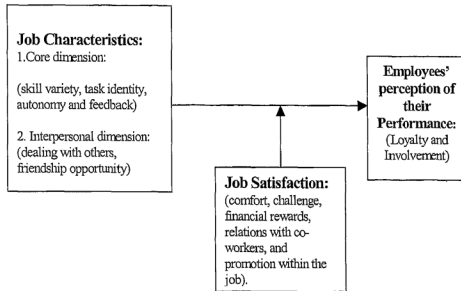 Job Characteristics:
1.Core dimension:
(skill variety, task identity,
autonomy and feedback)
2. Interpersonal dimension:
(dealing with others,
friendship opportunity)
Employees'
perception of
their
Performance:
(Loyalty and
Involvement)
Job Satisfaction:
(comfort, challenge,
financial rewards,
relations with co-
workers, and
promotion within the
job).